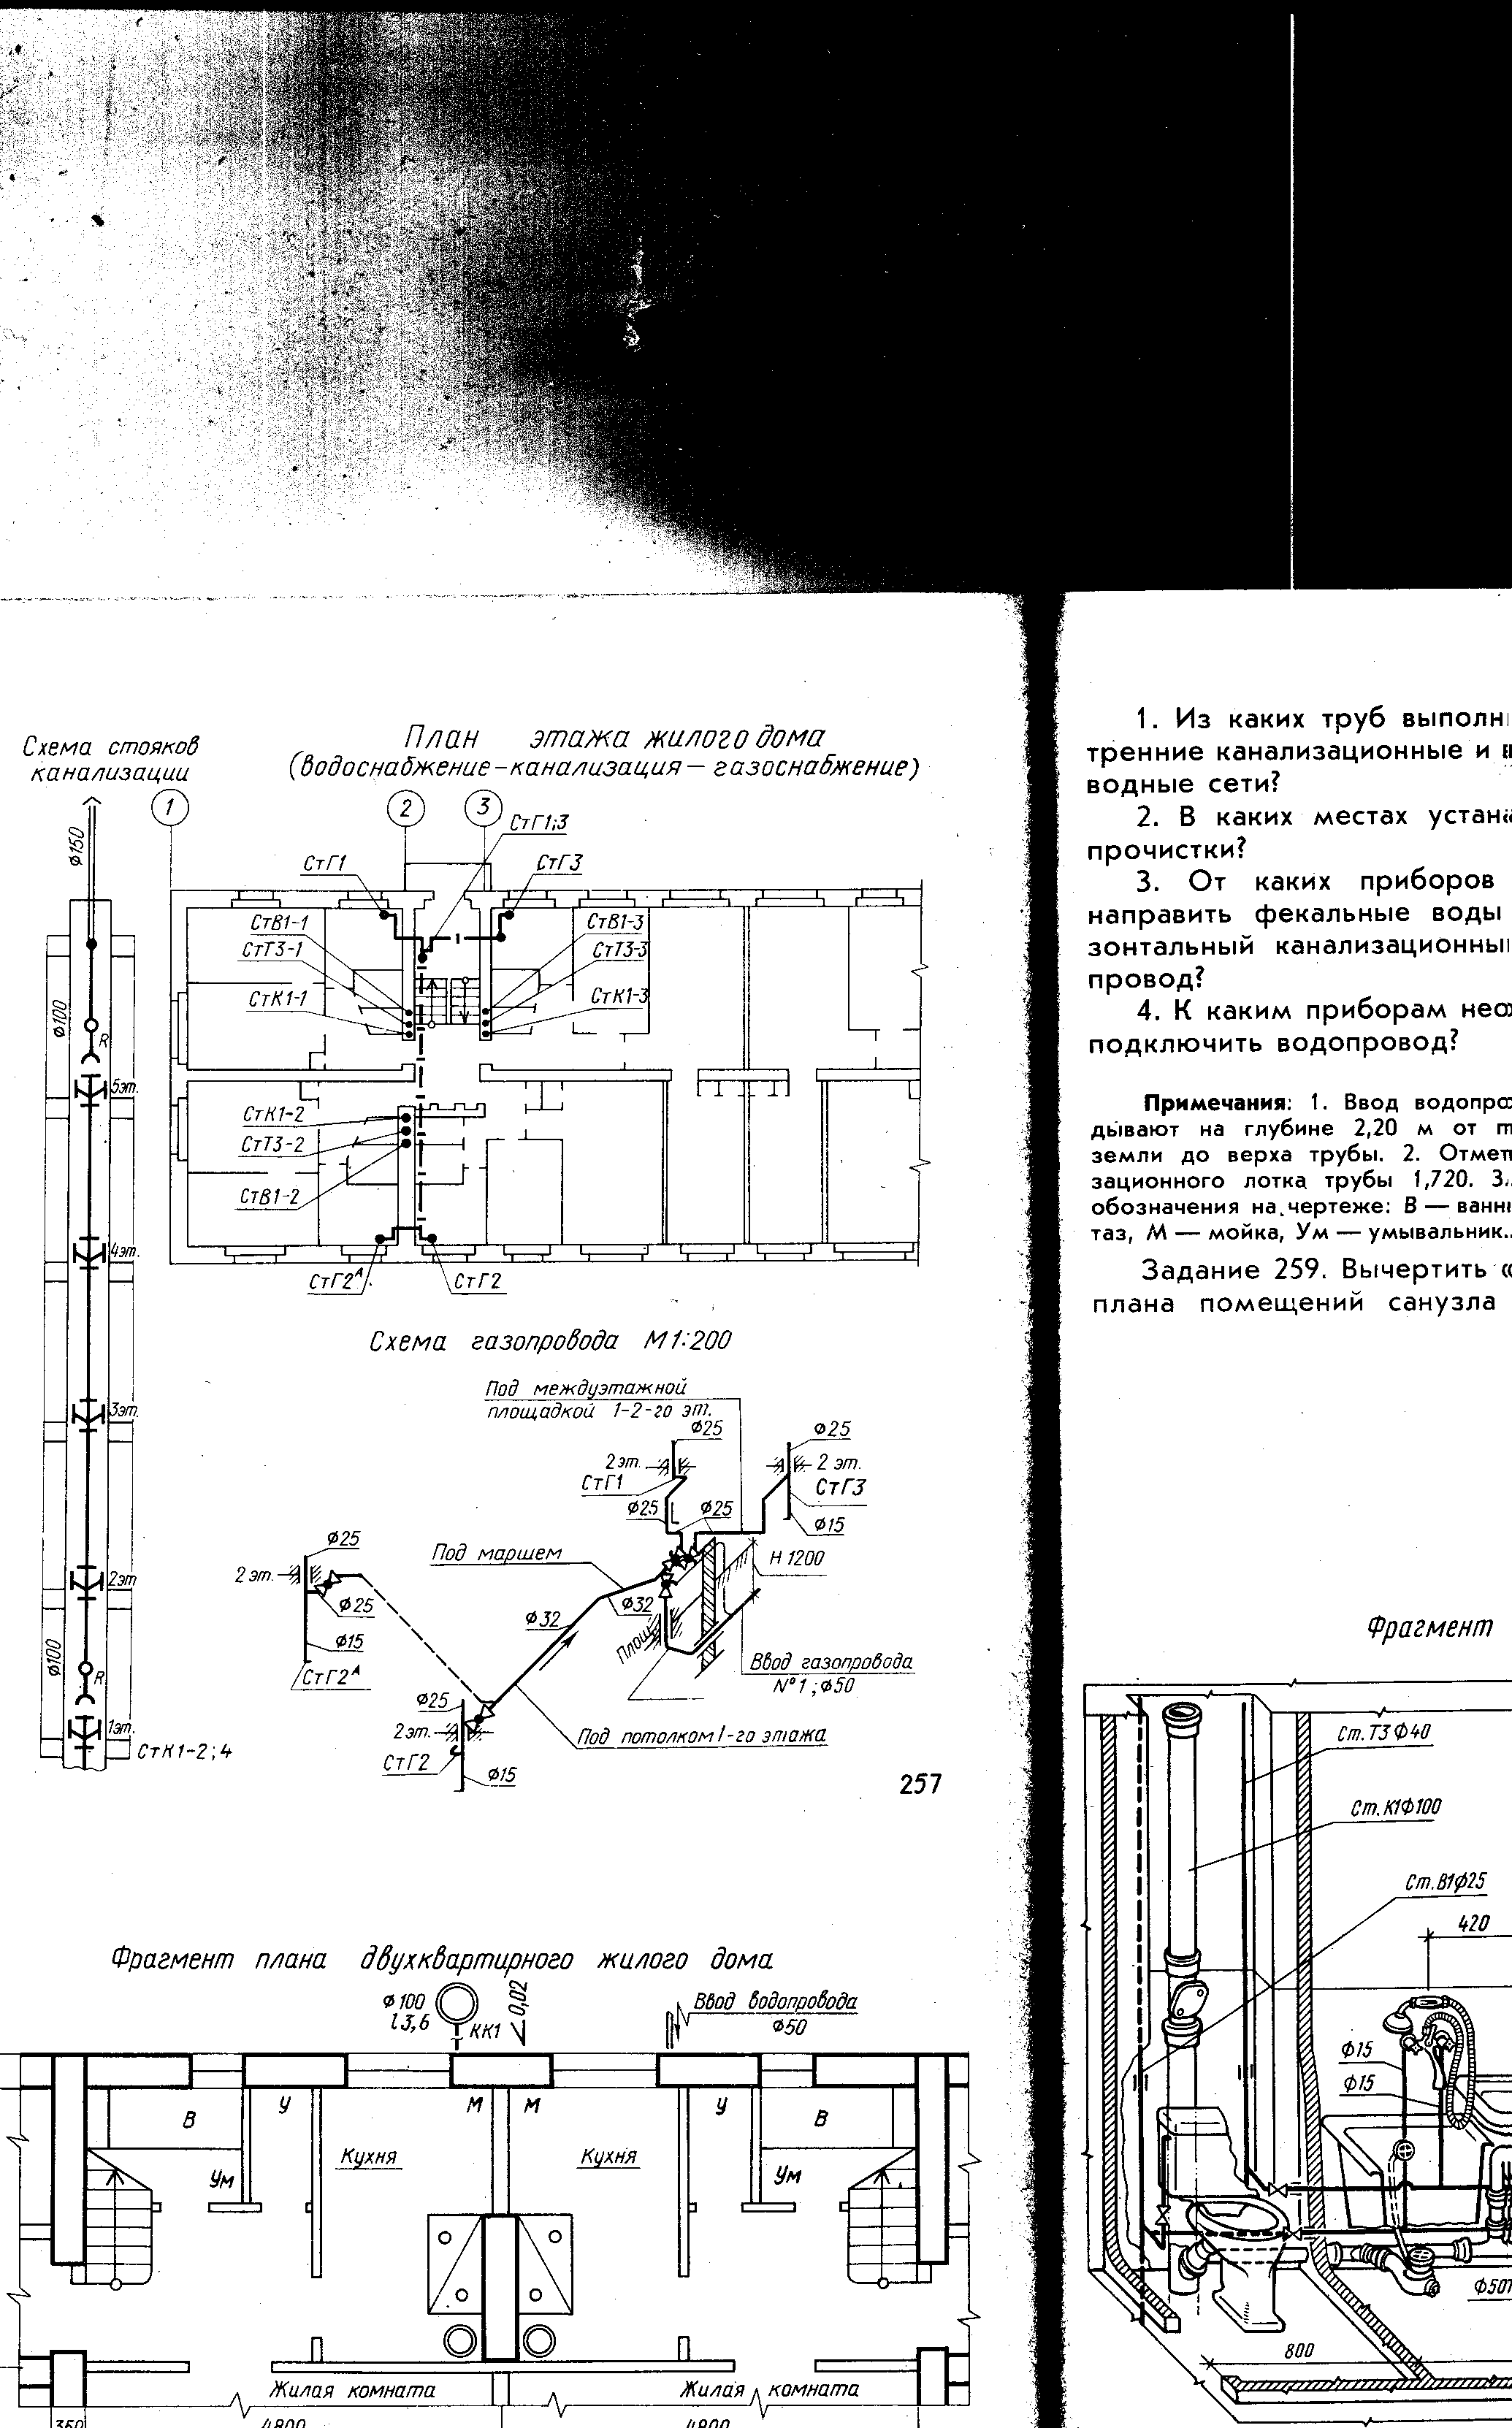 Схема стояков
канализации
План этажа жилого дома
(водоснабжение-канализация-газоснабжение)
1
2
3
СтГ1;3
СтГ1
СтГ3
СтВ1-1
СтТ3-1
СтК1-1
СтВ1-3
СтТ3-3
СтК1-3
СтК1-2
СтТ3-2
СтВ1-2
СтГ2А
СтГ2
ф150
ф100
R
5эт.
4эт.
3эт.
2эт
ф100
R
1эт.
СтК1-2;4
Схема газопровода М1:200
Под междуэтажной
площадкой 1-2-го эт.
ф25
ф25
2эт.
2 эт.
СтГ1
СтГ3
ф25
ф25
ф15
Н 1200
Под маршем
ф25
2 эт.
ф25
ф32
ф32
Площ.
ф15
СтГ2А
Ввод газопровода
№1; ф50
ф25
2эт.
СтГ2
ф15
Под потолком 1-го этажа
257
Фрагмент плана двухквартирного жилого дома
ф100
l3,6
КК1
0,02
Ввод водопровода
ф50
В
У
М
М
У
В
Кухня
Кухня
Ум
Ум
Жилая комната
Жилая комната
350
4800
4800
1. Из каких труб выполн
тренние канализационные и
водные сети?
2. В каких местах устана
прочистки?
3. От каких приборов
направить фекальные воды
зонтальный канализационный
провод?
4. К каким приборам необ
подключить водопровод?
Примечания: 1. Ввод водопро
дывают на глубине 2,20 м от
земли до верха трубы. 2. Отмет
зационного лотка трубы 1,720. 3.
обозначения на чертеже: В — ванн
таз, М — мойка, Ум — умывальник.
Задание 259. Вычертить
плана помещений санузла
Фрагмент
Ст.Т3 ф40
Ст.К1ф100
Ст.В1ф25
420
ф15
ф15
ф50
800